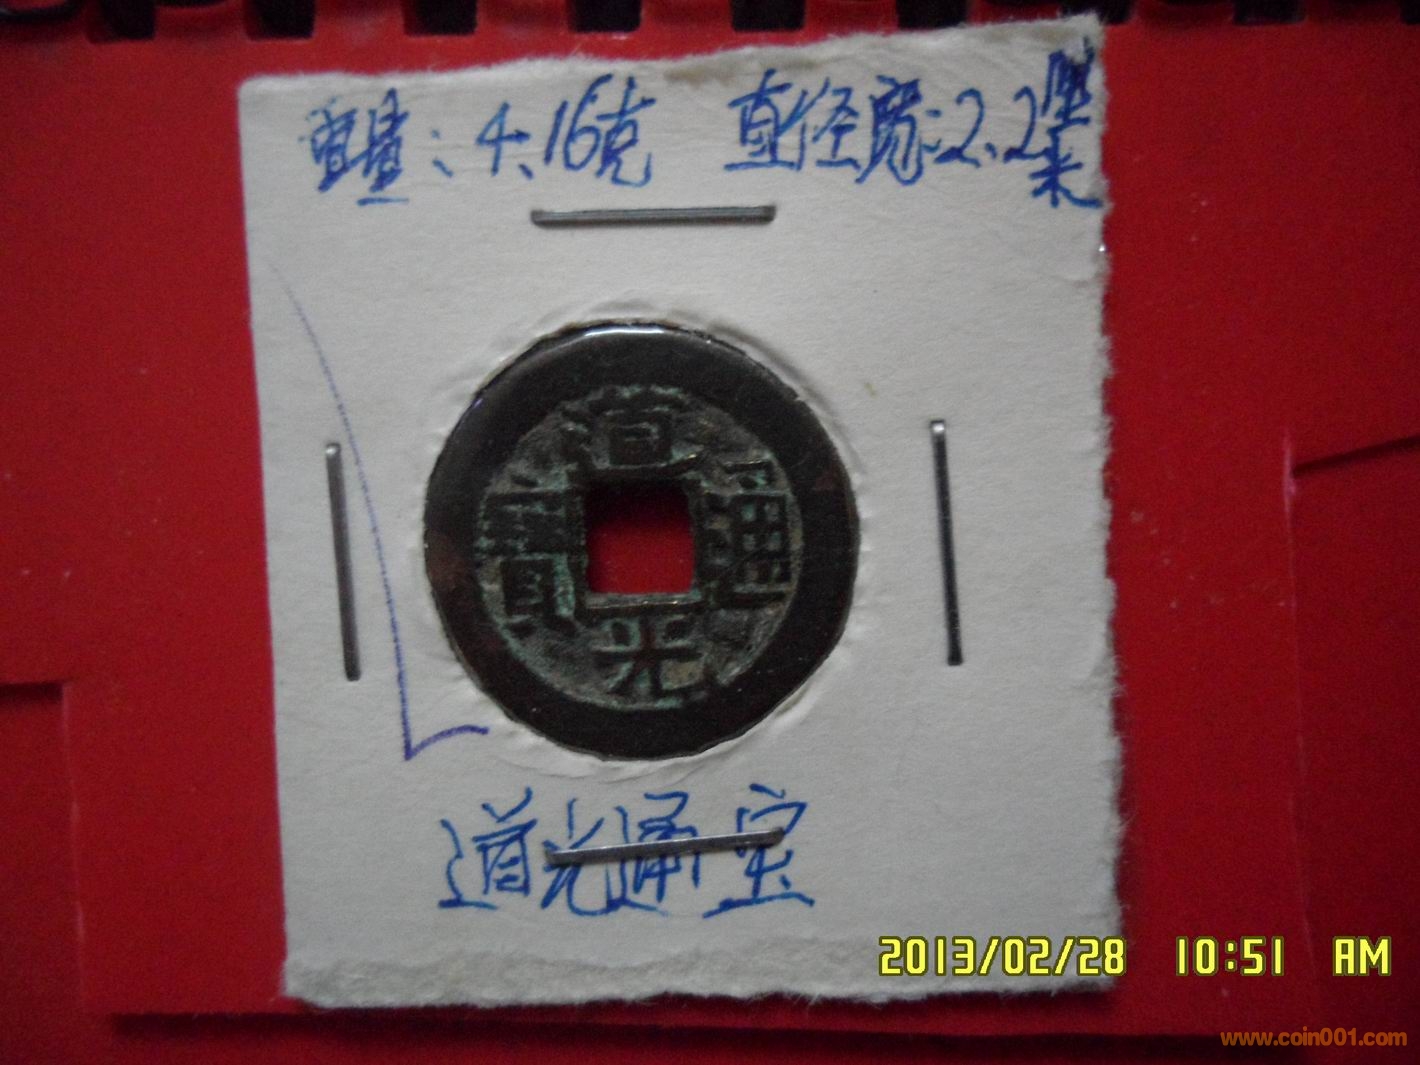 重量：4.16克 直径宽：2.2厘米
道
寶 通
光
道光通宝
2013/02/28 10:51 AM
www.coin001.com